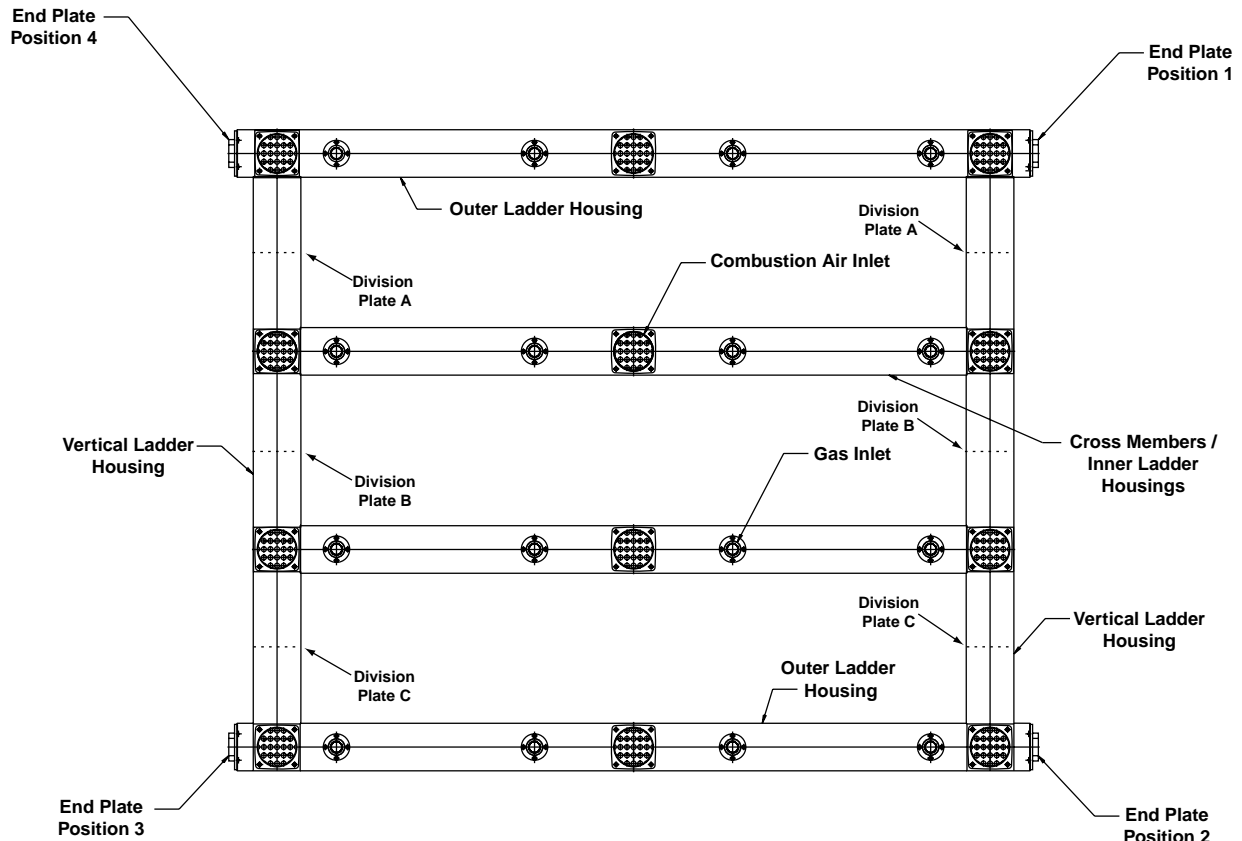 End Plate
Position 4
End Plate
Position 1
Outer Ladder Housing
Division
Plate A
Combustion Air Inlet
Division
Plate A
Division
Plate B
Vertical Ladder
Housing
Gas Inlet
Cross Members /
Inner Ladder
Housings
Division
Plate B
Division
Plate C
Vertical Ladder
Housing
Outer Ladder
Housing
Division
Plate C
End Plate
Position 3
End Plate
Position 2